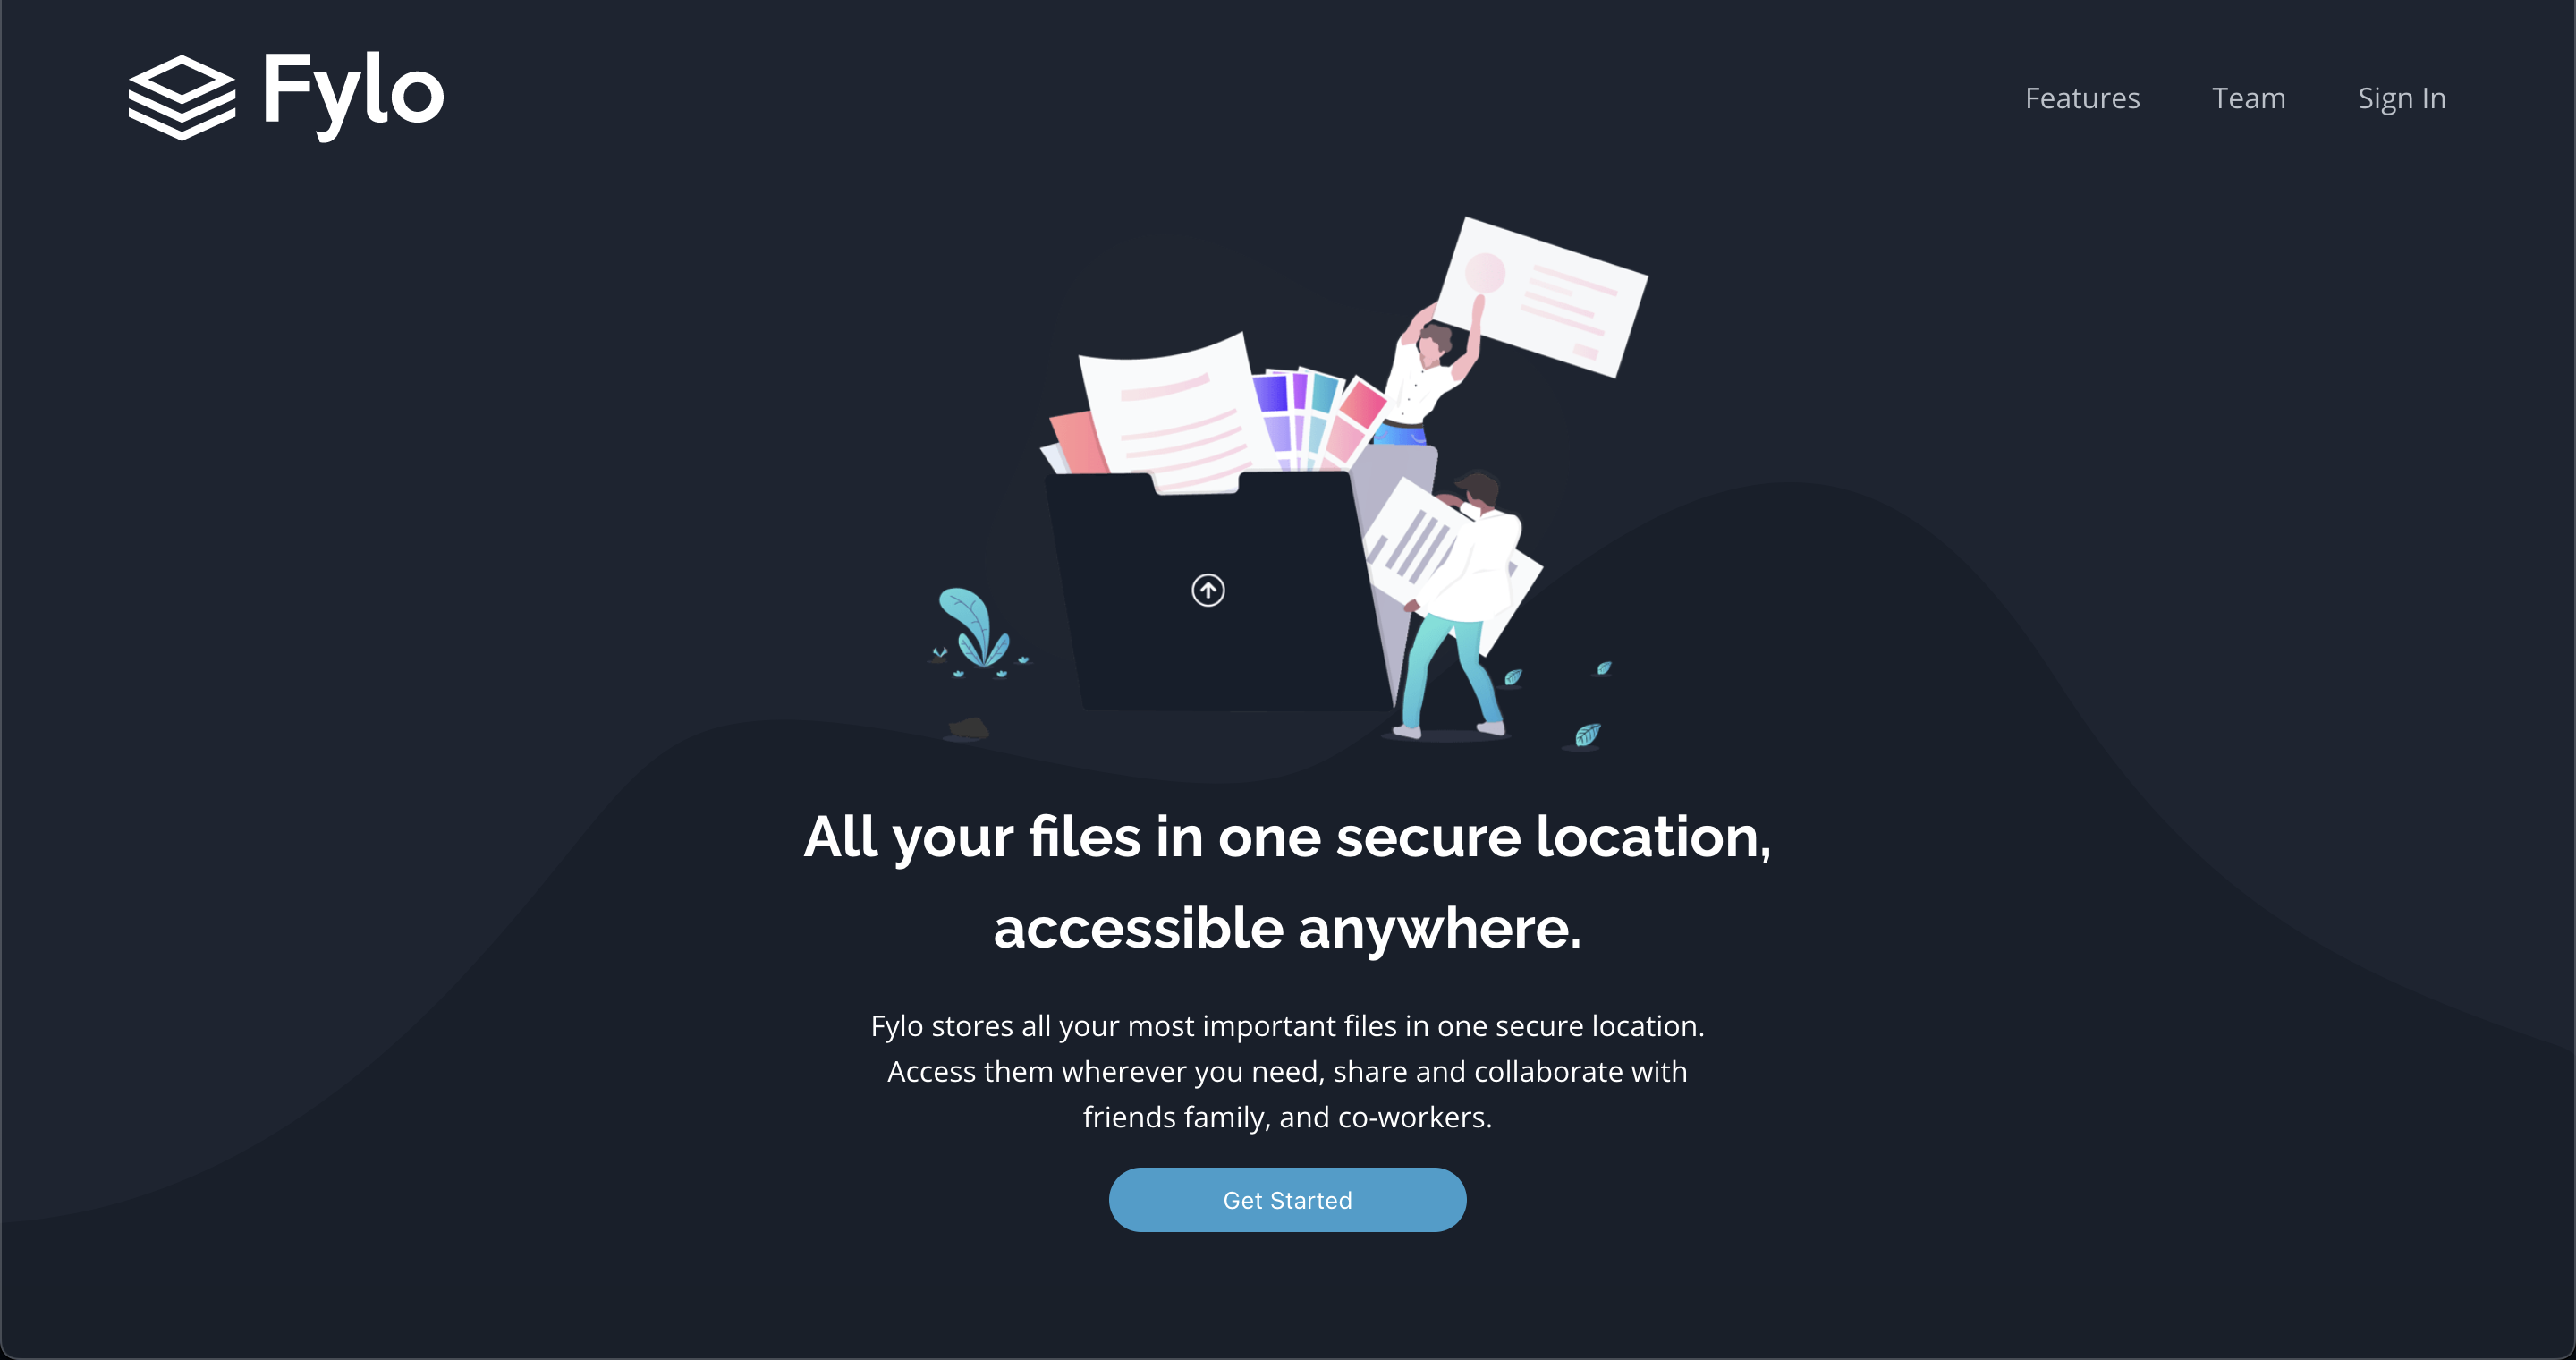 Fylo
Features
Team
Sign In
All your files in one secure location,
accessible anywhere.
Fylo stores all your most important files in one secure location.
Access them wherever you need, share and collaborate with
friends family, and co-workers.
Get Started